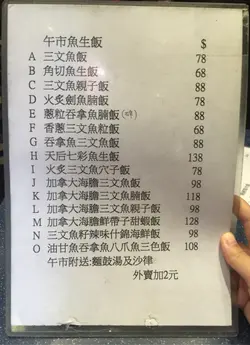 午市魚生飯 $
A 三文魚飯 78
B 角切魚生飯 68
C 三文魚親子飯 88
D 火炙劍魚腩飯 78
E 蔥粒吞拿魚腩飯 88
F 香蔥三文魚粒飯 68
G 吞拿魚三文魚飯 88
H 天后七彩魚生飯 138
I 火炙三文魚穴子飯 78
J 加拿大海膽三文魚飯 98
K 加拿大海膽三文魚腩飯 118
L 加拿大海膽三文魚親子飯 98
M 加拿大海膽鮮帶子甜蝦飯 128
N 三文魚籽辣味什錦海鮮飯 98
O 油甘魚吞拿魚八爪魚三色飯 108
午市附送:麵豉湯及沙律
外賣加2元